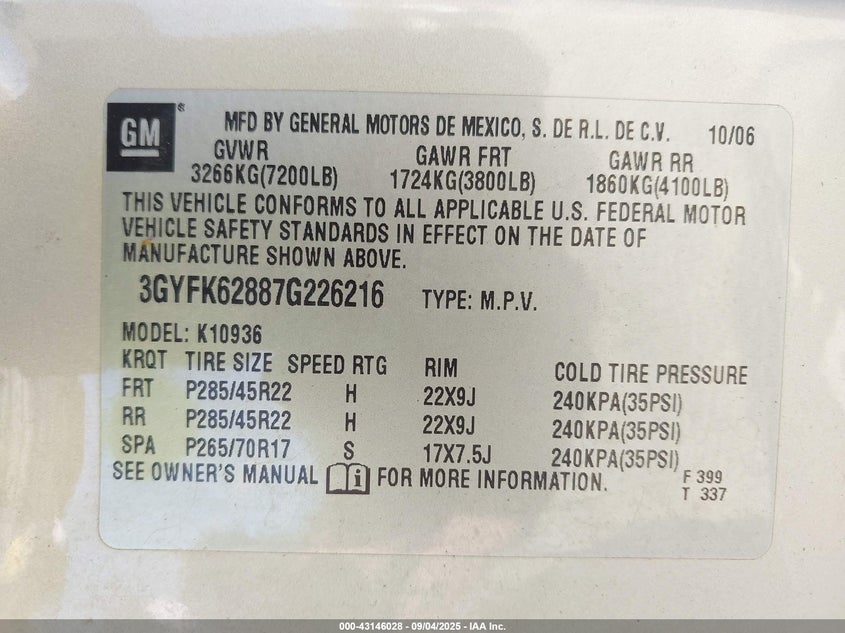 GM ® MFD BY GENERAL MOTORS DE MEXICO, S. DE R.L. DE C.V. 10/06
GVWR GAWR FRT GAWR RR
3266KG(7200LB) 1724KG(3800LB) 1860KG(4100LB)
THIS VEHICLE CONFORMS TO ALL APPLICABLE U.S. FEDERAL MOTOR
VEHICLE SAFETY STANDARDS IN EFFECT ON THE DATE OF
MANUFACTURE SHOWN ABOVE.
3GYFK62887G226216 TYPE: M.P.V.
MODEL: K10936
KRQT TIRE SIZE SPEED RTG RIM COLD TIRE PRESSURE
FRT P285/45R22 H 22X9J 240KPA(35PSI)
RR P285/45R22 H 22X9J 240KPA(35PSI)
SPA P265/70R17 S 17X7.5J 240KPA(35PSI)
SEE OWNER'S MANUAL i FOR MORE INFORMATION. F 399
T 337
000-43146028 - 09/04/2025 - IAA Inc.